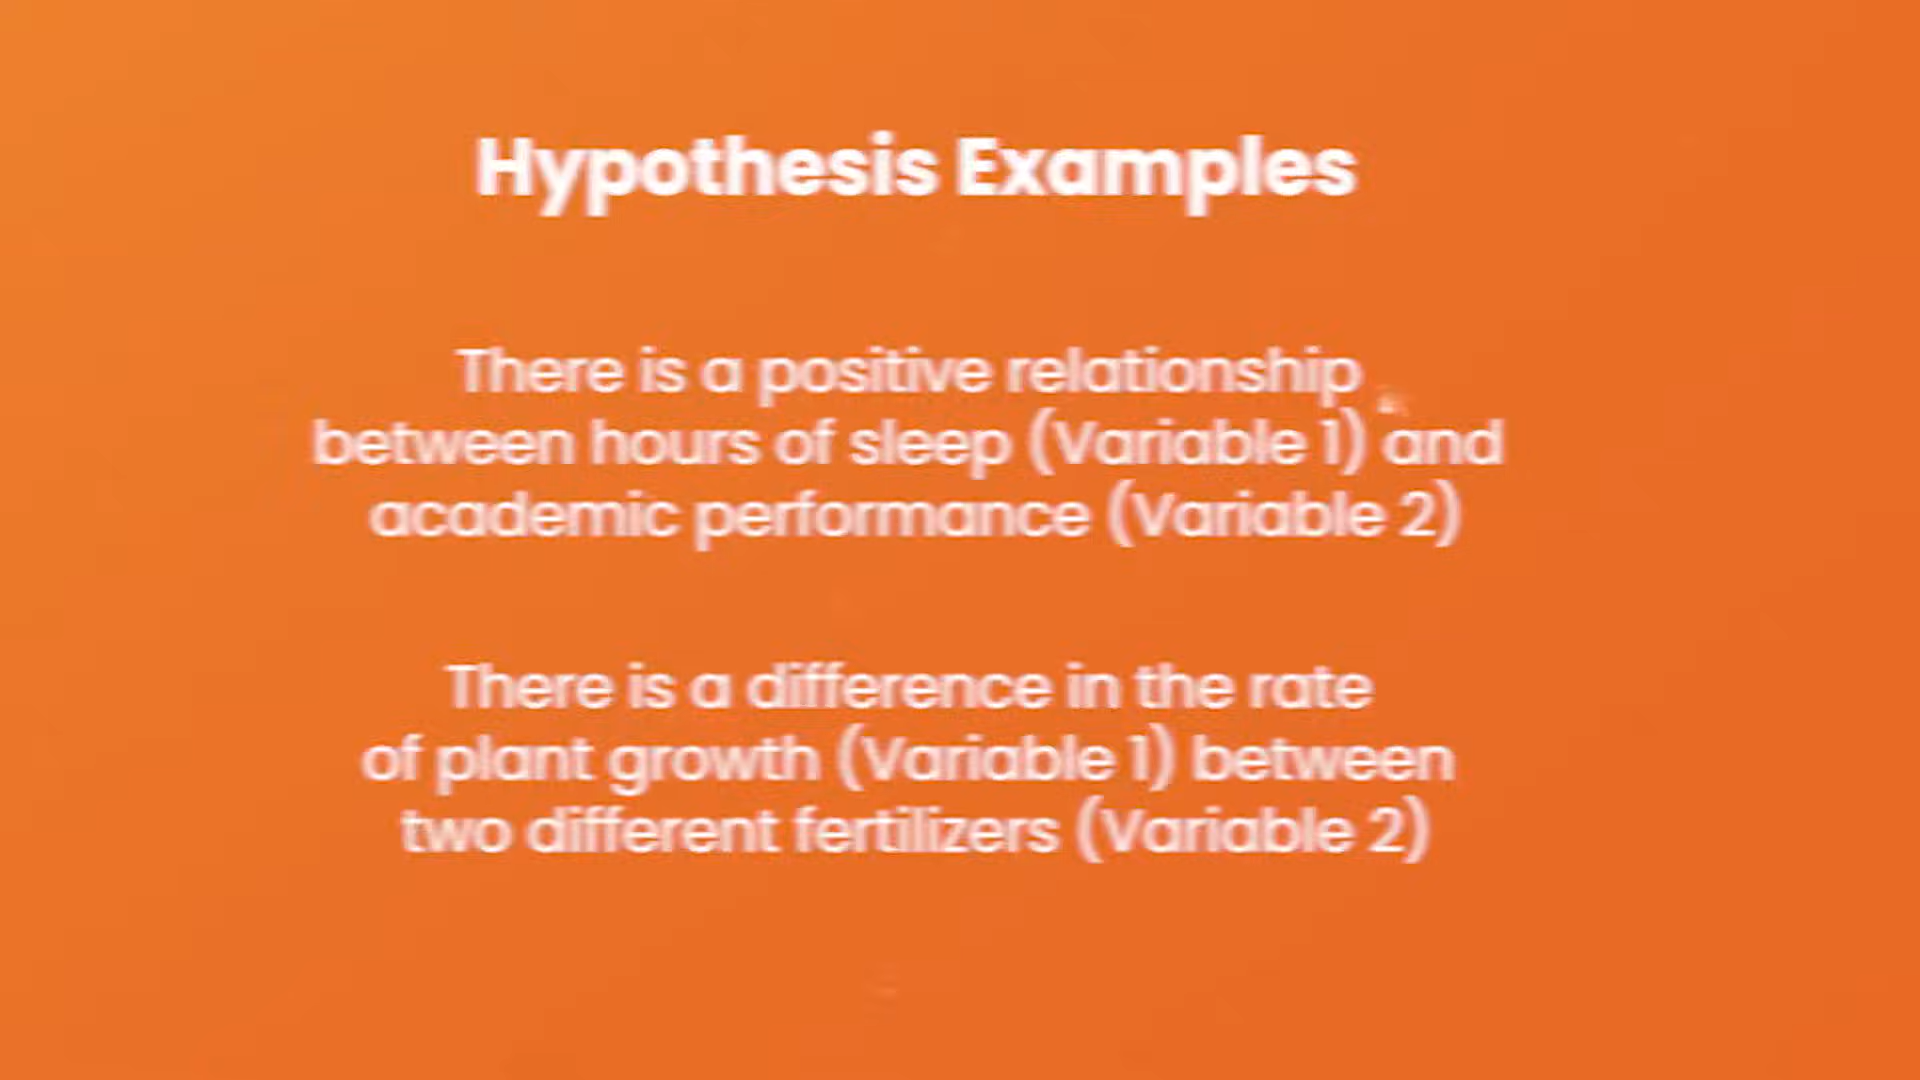 Hypothesis Examples
There is a positive relationship
between hours of sleep (Variable 1) and
academic performance (Variable 2)
There is a difference in the rate
of plant growth (Variable 1) between
two different fertilizers (Variable 2)